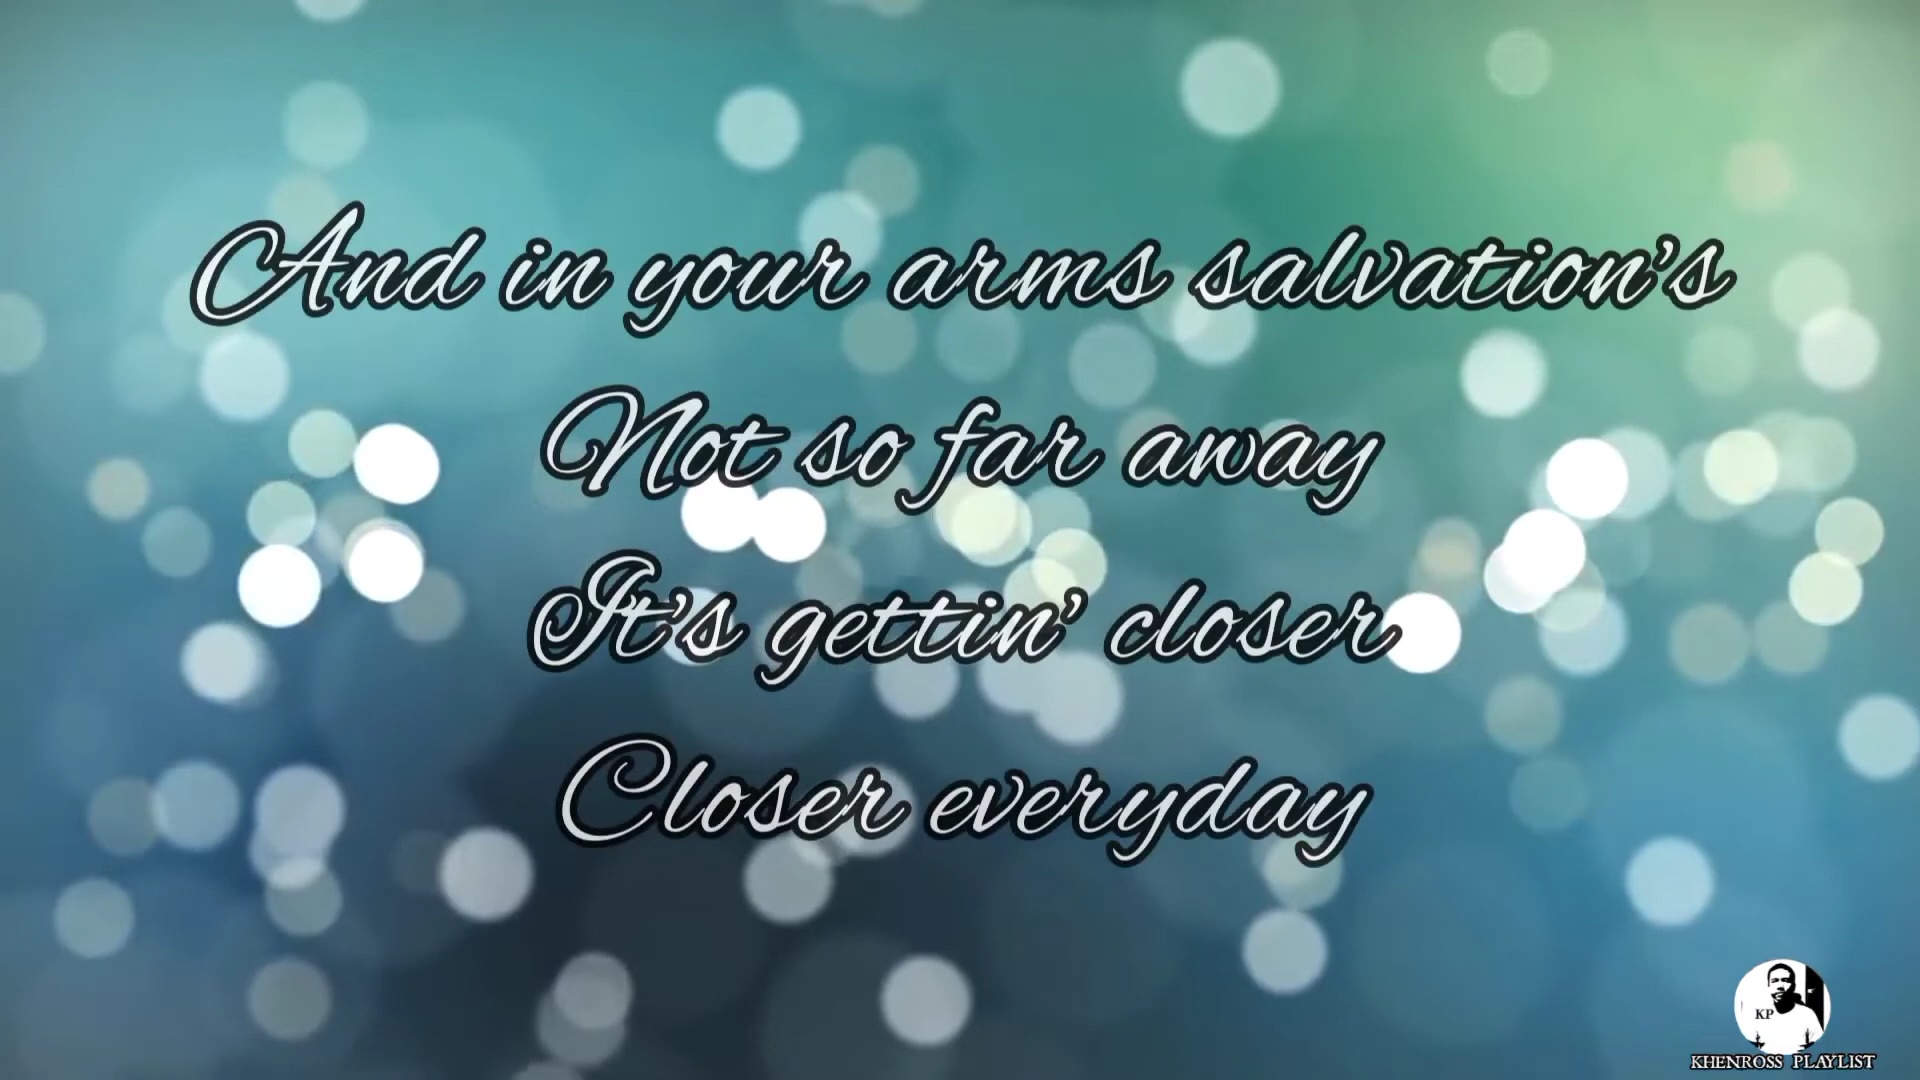 And in your arms salvation's
Not so far away
It's gettin' closer
Closer everyday
KP
KHENROSS PLAYLIST